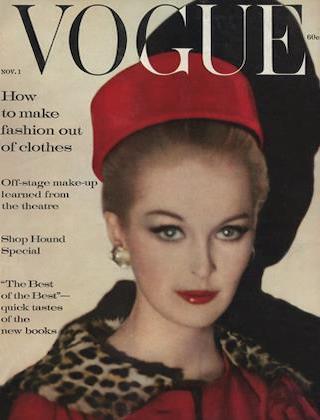 VOGUE
NOV. 1
60c
How
to make
fashion out
of clothes
Off-stage make-up
learned from
the theatre
Shop Hound
Special
“The Best
of the Best”—
quick tastes
of the
new books